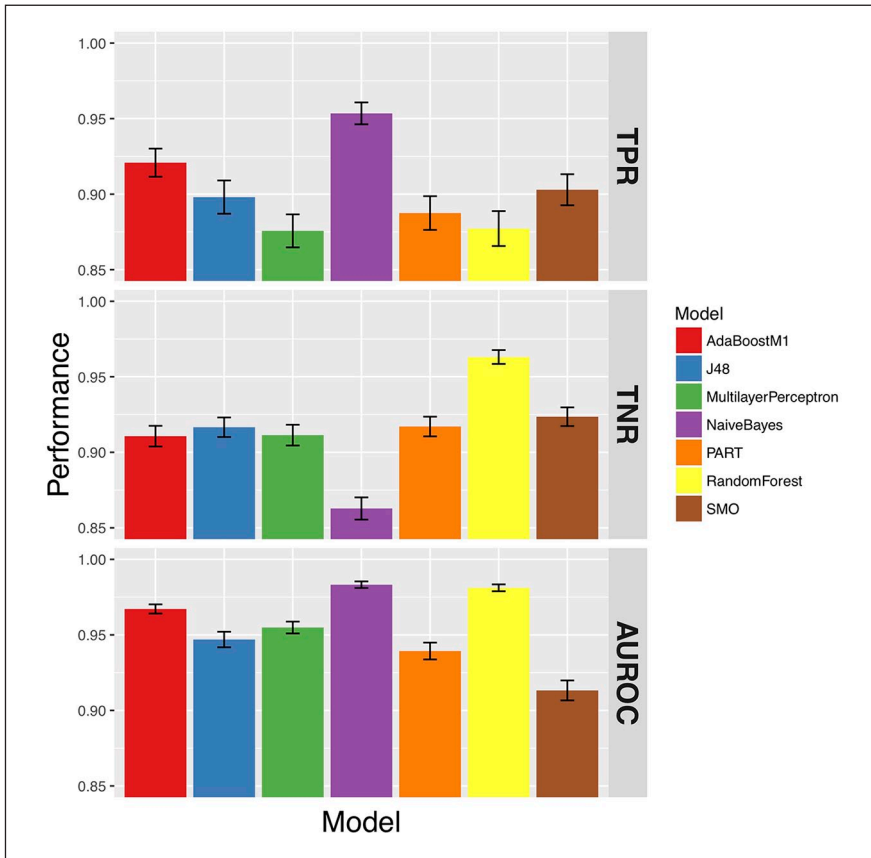 1.00
0.95
0.90
0.85
TPR
1.00
0.95
0.90
0.85
TNR
1.00
0.95
0.90
0.85
AUROC
Performance
Model
Model
AdaBoostM1
J48
MultilayerPerceptron
NaiveBayes
PART
RandomForest
SMO